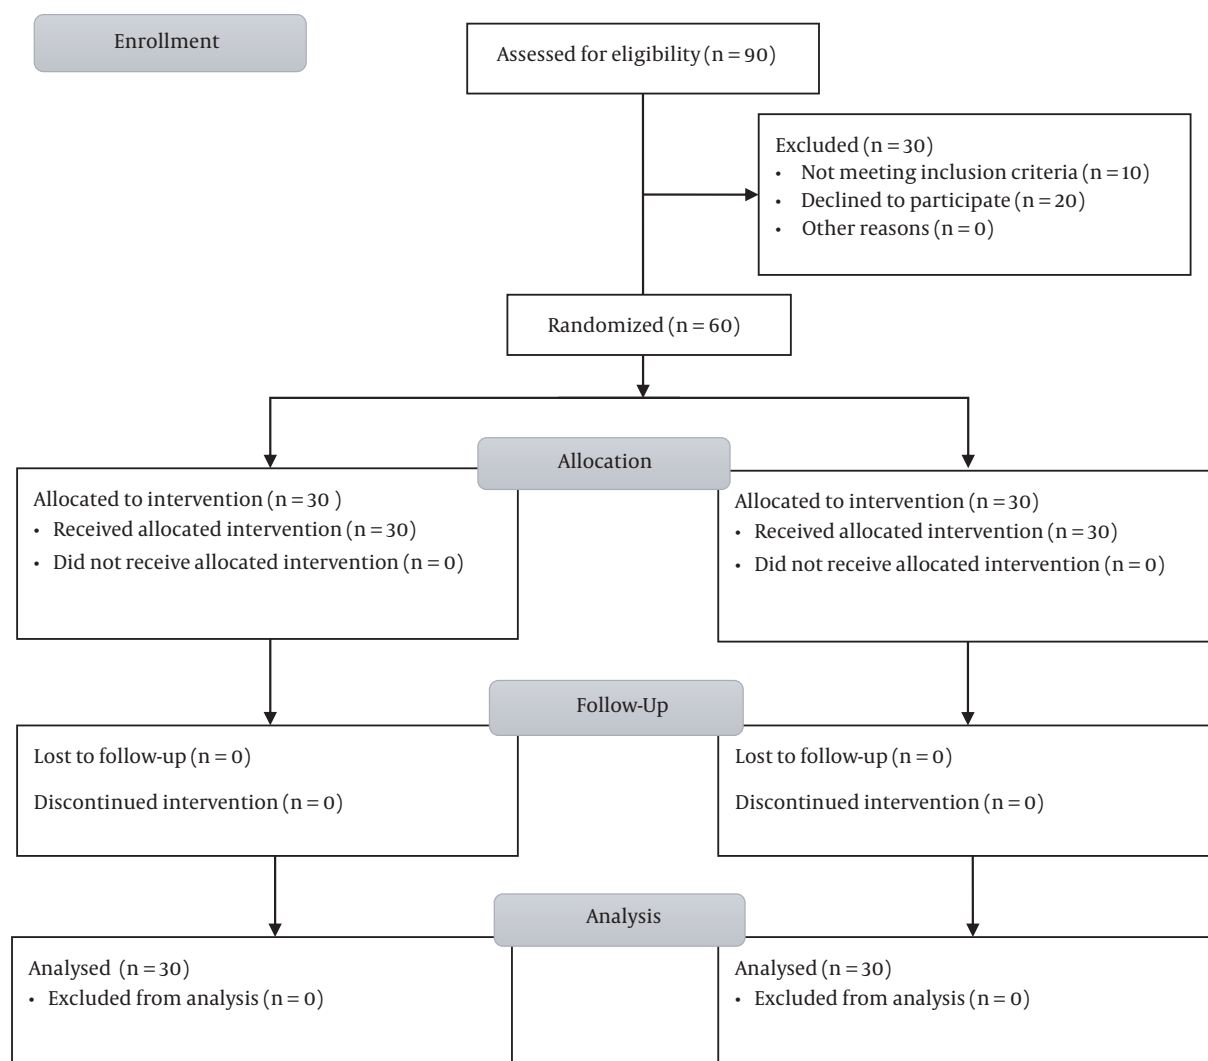 Enrollment
Assessed for eligibility (n = 90)
Excluded (n = 30)
• Not meeting inclusion criteria (n = 10)
• Declined to participate (n = 20)
• Other reasons (n = 0)
Randomized (n = 60)
Allocation
Allocated to intervention (n = 30 )
• Received allocated intervention (n = 30)
• Did not receive allocated intervention (n = 0)
Allocated to intervention (n = 30)
• Received allocated intervention (n = 30)
• Did not receive allocated intervention (n = 0)
Follow-Up
Lost to follow-up (n = 0)
Discontinued intervention (n = 0)
Lost to follow-up (n = 0)
Discontinued intervention (n = 0)
Analysis
Analysed (n = 30)
• Excluded from analysis (n = 0)
Analysed (n = 30)
• Excluded from analysis (n = 0)